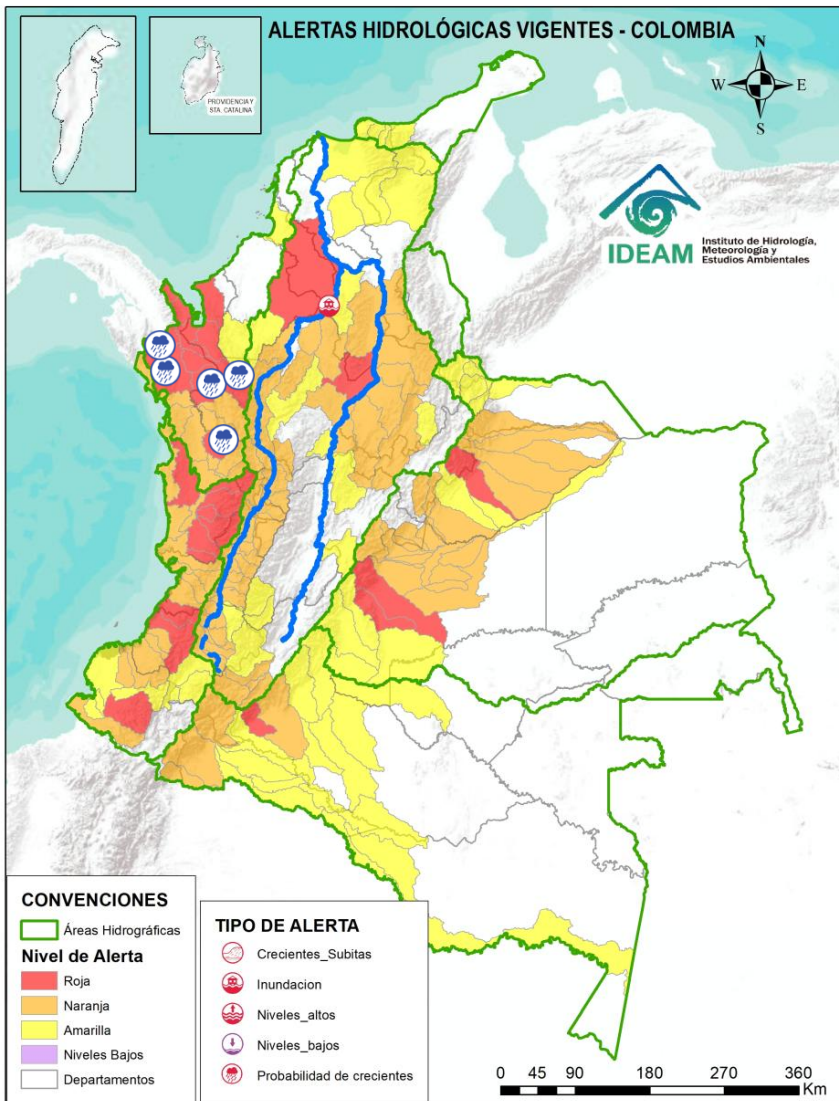 ALERTAS HIDROLÓGICAS VIGENTES - COLOMBIA
PROVIDENCIA Y
STA. CATALINA
N
W
E
S
IDEAM
Instituto de Hidrología,
Meteorología y
Estudios Ambientales
CONVENCIONES
Áreas Hidrográficas
Nivel de Alerta
Roja
Naranja
Amarilla
Niveles Bajos
Departamentos
TIPO DE ALERTA
Crecientes_Subitas
Inundacion
Niveles_altos
Niveles_bajos
Probabilidad de crecientes
0 45 90 180 270 360
Km